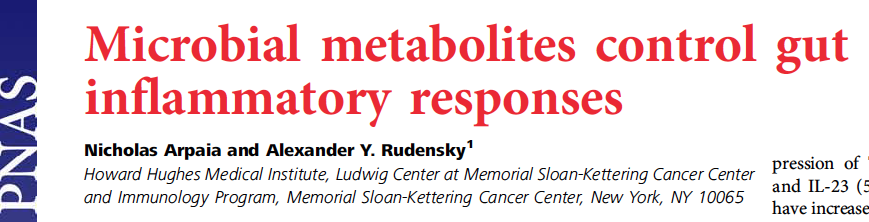 PNAS
Microbial metabolites control gut
inflammatory responses
Nicholas Arpaia and Alexander Y. Rudensky1
Howard Hughes Medical Institute, Ludwig Center at Memorial Sloan-Kettering Cancer Center
and Immunology Program, Memorial Sloan-Kettering Cancer Center, New York, NY 10065
pression of
and IL-23 (5
have increase